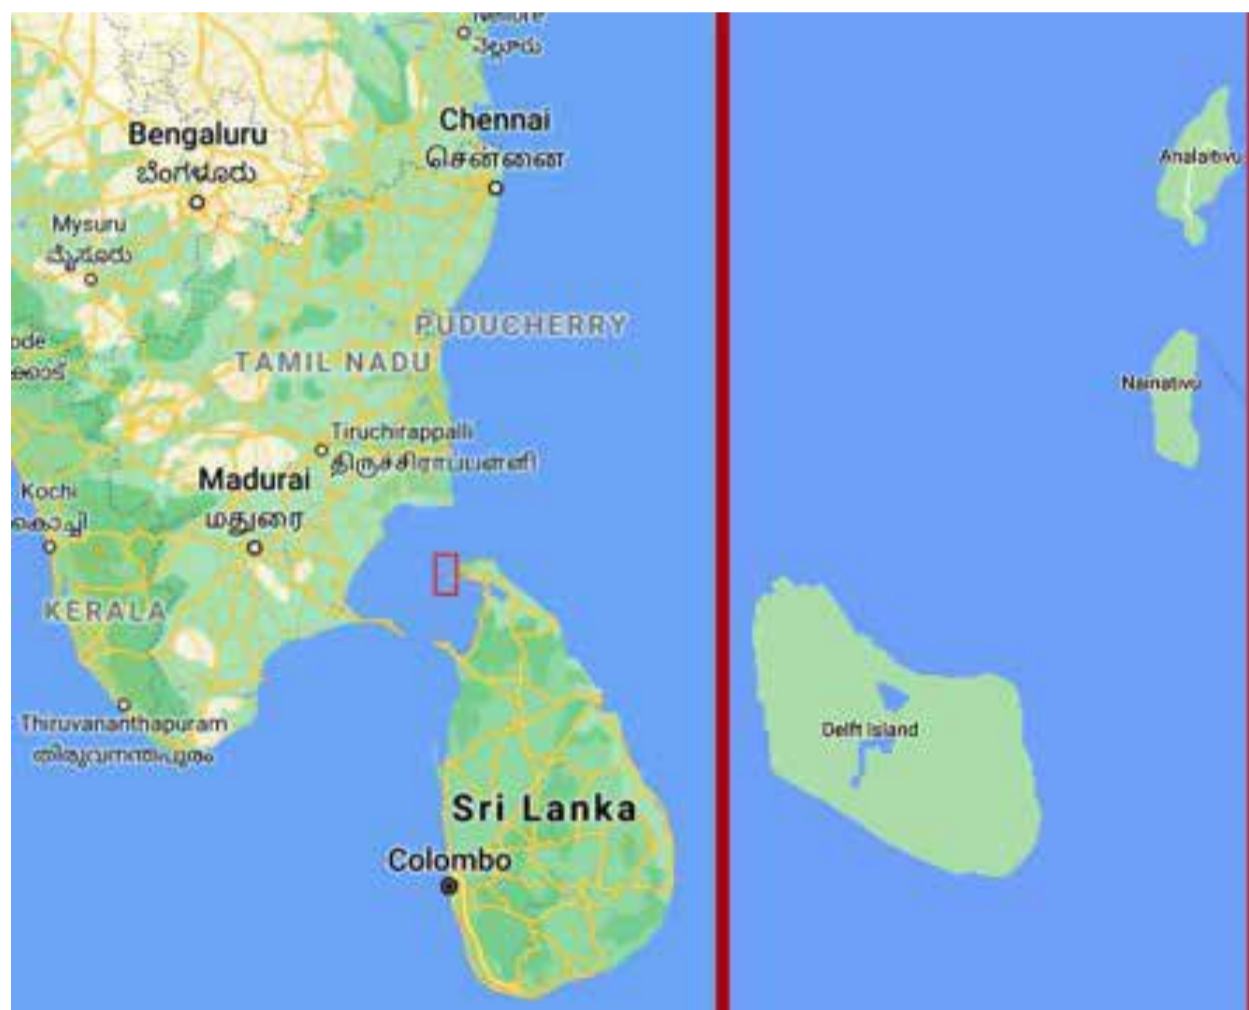 Nellore
నెల్లూరు
Chennai
சென்னை
Bengaluru
ಬೆಂಗಳೂರು
Mysuru
ಮೈಸೂರು
PUDUCHERRY
TAMIL NADU
Tiruchirappalli
திருச்சிராப்பள்ளி
Madurai
மதுரை
Kochi
കൊച്ചി
KERALA
Thiruvananthapuram
തിരുവനന്തപുരം
Sri Lanka
Colombo
Analaitivu
Nainativu
Delft Island